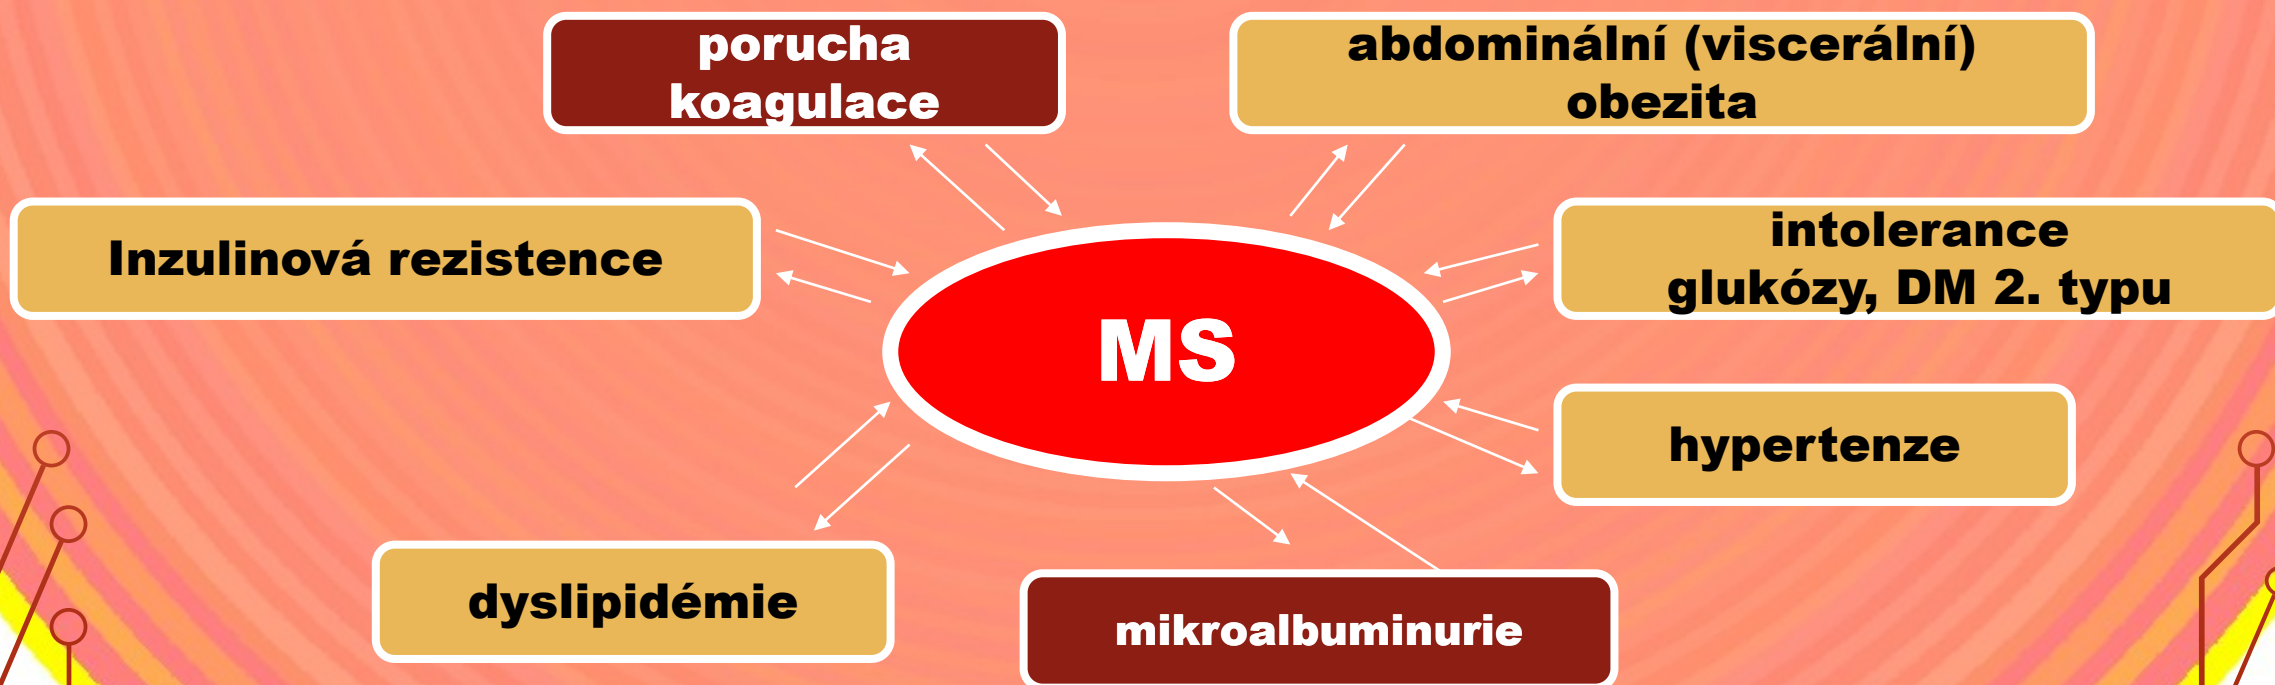 porucha
koagulace
abdominální (viscerální)
obezita
Inzulinová rezistence
intolerance
glukózy, DM 2. typu
MS
hypertenze
dyslipidémie
mikroalbuminurie